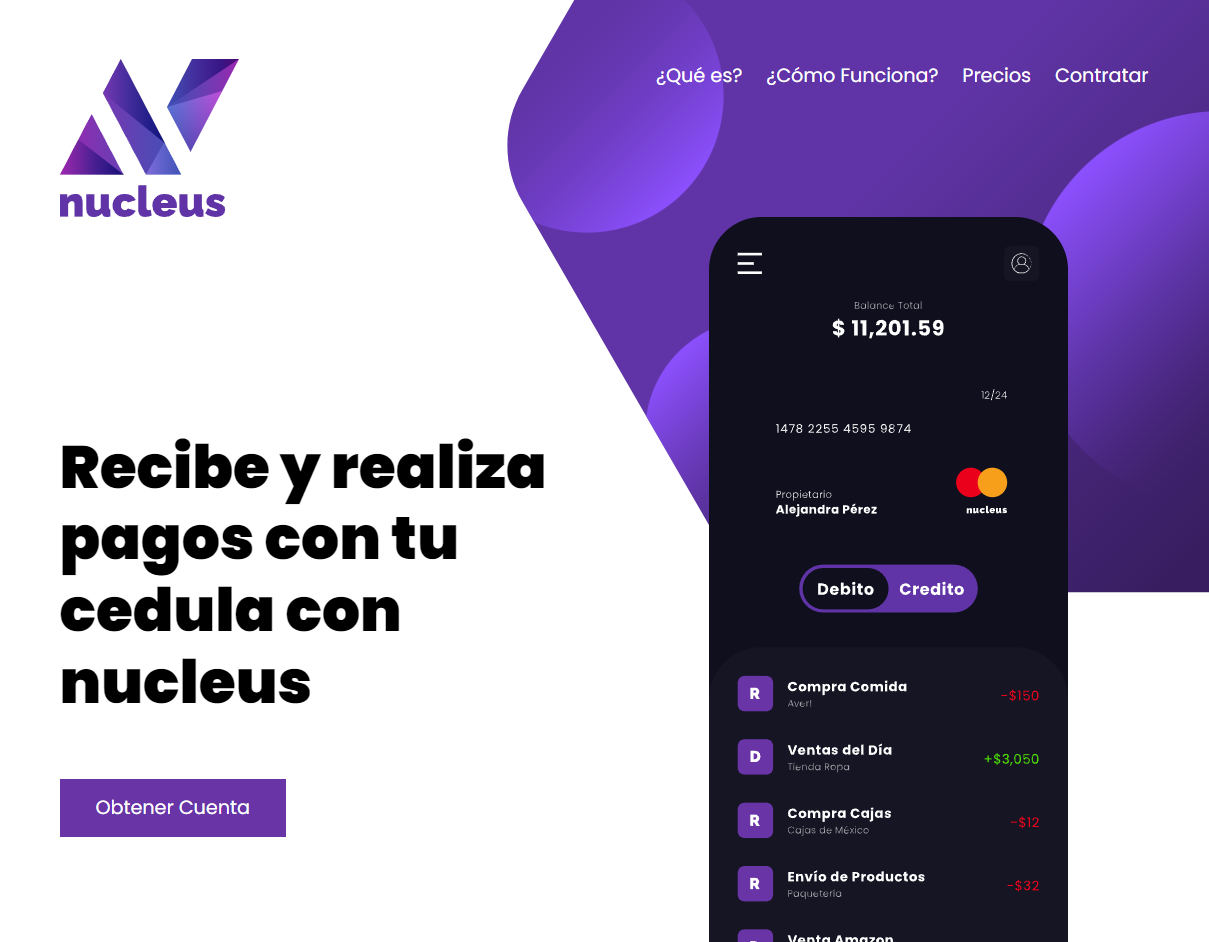 nucleus
¿Qué es? ¿Cómo Funciona? Precios Contratar
Recibe y realiza
pagos con tu
cedula con
nucleus
Obtener Cuenta
Balance Total
$ 11,201.59
12/24
1478 2255 4595 9874
Propietario
Alejandra Pérez
nucleus
Debito Credito
R Compra Comida -$150
Avert
D Ventas del Día +$3,050
Tienda Ropa
R Compra Cajas -$12
Cajas de México
R Envío de Productos -$32
Paquetería
Venta Amazon